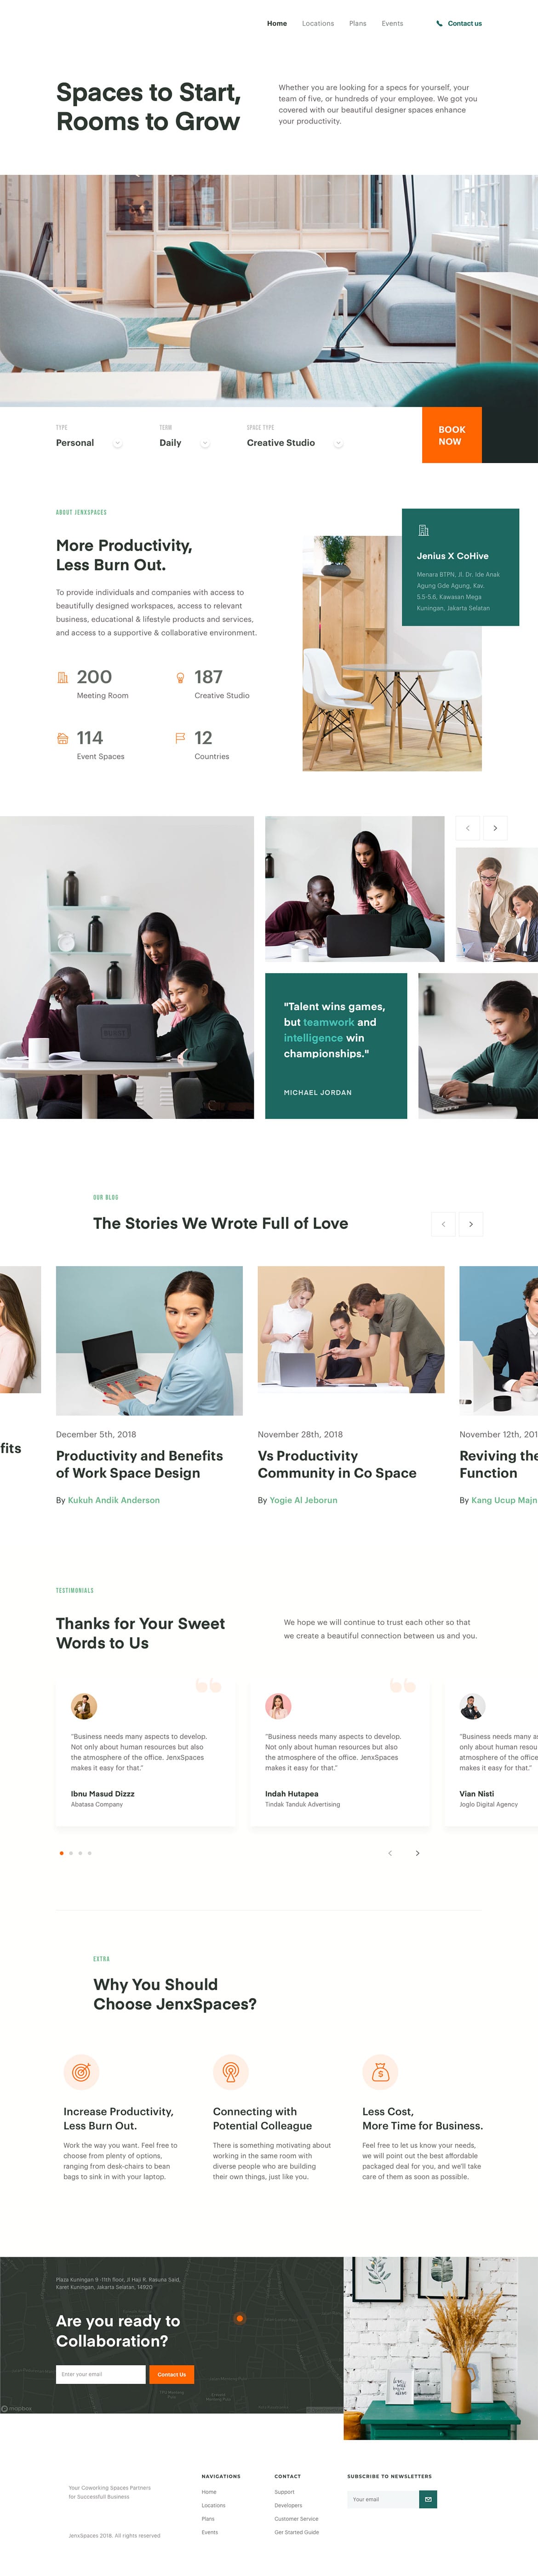 Home Locations Plans Events Contact us
Spaces to Start,
Rooms to Grow
Whether you are looking for a specs for yourself, your
team of five, or hundreds of your employee. We got you
covered with our beautiful designer spaces enhance
your productivity.
TYPE
Personal
TERM
Daily
SPACE TYPE
Creative Studio
BOOK
NOW
ABOUT JENXSPACES
More Productivity,
Less Burn Out.
To provide individuals and companies with access to
beautifully designed workspaces, access to relevant
business, educational & lifestyle products and services,
and access to a supportive & collaborative environment.
200
Meeting Room
187
Creative Studio
114
Event Spaces
12
Countries
Jenius X CoHive
Menara BTPN, Jl. Dr. Ide Anak
Agung Gde Agung, Kav.
5.5-5.6, Kawasan Mega
Kuningan, Jakarta Selatan
"Talent wins games,
but teamwork and
intelligence win
championships."
MICHAEL JORDAN
OUR BLOG
The Stories We Wrote Full of Love
fits
December 5th, 2018
Productivity and Benefits
of Work Space Design
By Kukuh Andik Anderson
November 28th, 2018
Vs Productivity
Community in Co Space
By Yogie Al Jeborun
November 12th, 201
Reviving the
Function
By Kang Ucup Majn
TESTIMONIALS
Thanks for Your Sweet
Words to Us
We hope we will continue to trust each other so that
we create a beautiful connection between us and you.
“Business needs many aspects to develop.
Not only about human resources but also
the atmosphere of the office. JenxSpaces
makes it easy for that.”
Ibnu Masud Dizzz
Abatasa Company
“Business needs many aspects to develop.
Not only about human resources but also
the atmosphere of the office. JenxSpaces
makes it easy for that.”
Indah Hutapea
Tindak Tanduk Advertising
“Business needs many a
only about human resou
atmosphere of the office
makes it easy for that.”
Vian Nisti
Joglo Digital Agency
EXTRA
Why You Should
Choose JenxSpaces?
Increase Productivity,
Less Burn Out.
Work the way you want. Feel free to
choose from plenty of options,
ranging from desk-chairs to bean
bags to sink in with your laptop.
Connecting with
Potential Colleague
There is something motivating about
working in the same room with
diverse people who are building
their own things, just like you.
Less Cost,
More Time for Business.
Feel free to let us know your needs,
we will point out the best affordable
packaged deal for you, and we'll take
care of them as soon as possible.
Plaza Kuningan 9-11th floor, Jl Haji R. Rasuna Said,
Karet Kuningan, Jakarta Selatan, 14920
Are you ready to
Collaboration?
Enter your email
Contact Us
mapbox
Your Coworking Spaces Partners
for Successfull Business
JenxSpaces 2018. All rights reserved
NAVIGATIONS
Home
Locations
Plans
Events
CONTACT
Support
Developers
Customer Service
Get Started Guide
SUBSCRIBE TO NEWSLETTERS
Your email